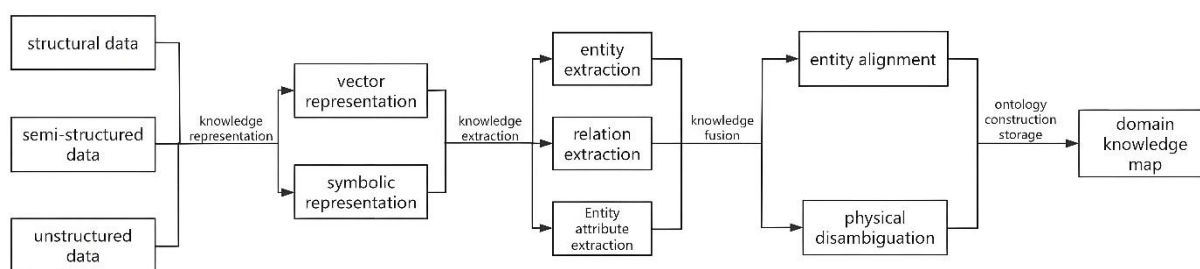 structural data
semi-structured
data
unstructured
data
knowledge
representation
vector
representation
symbolic
representation
knowledge
extraction
entity
extraction
relation
extraction
Entity
attribute
extraction
knowledge
fusion
entity alignment
physical
disambiguation
ontology
construction
storage
domain
knowledge
map